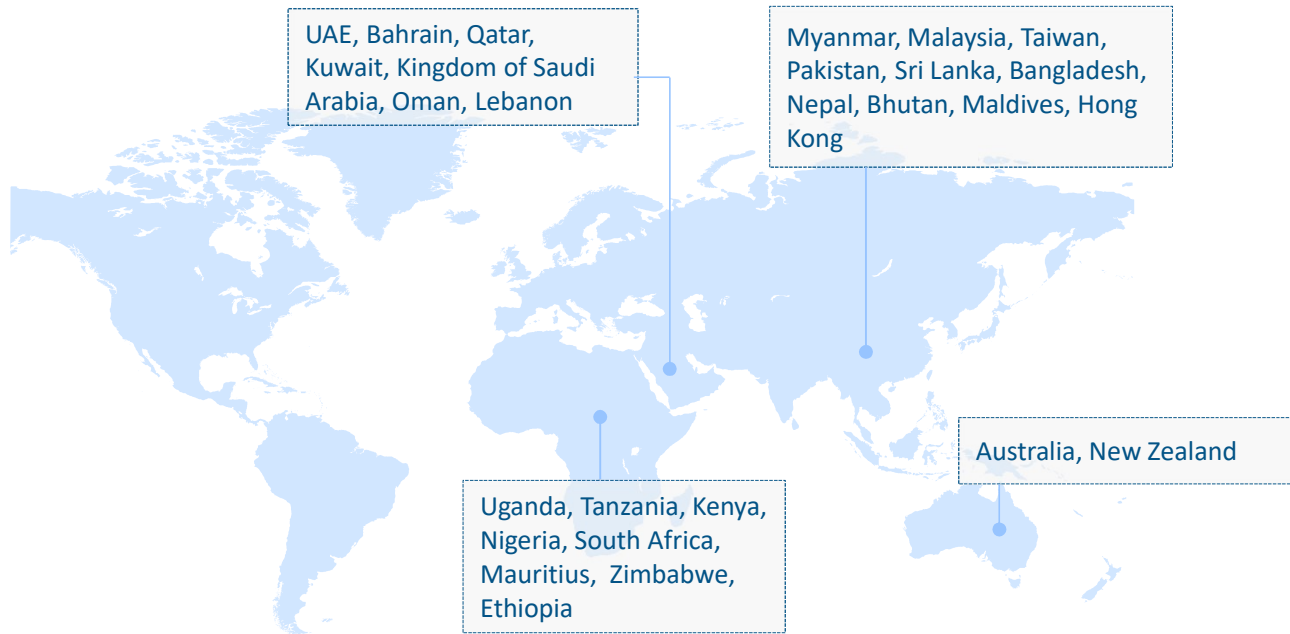 UAE, Bahrain, Qatar,
Kuwait, Kingdom of Saudi
Arabia, Oman, Lebanon
Myanmar, Malaysia, Taiwan,
Pakistan, Sri Lanka, Bangladesh,
Nepal, Bhutan, Maldives, Hong
Kong
Australia, New Zealand
Uganda, Tanzania, Kenya,
Nigeria, South Africa,
Mauritius,  Zimbabwe,
Ethiopia